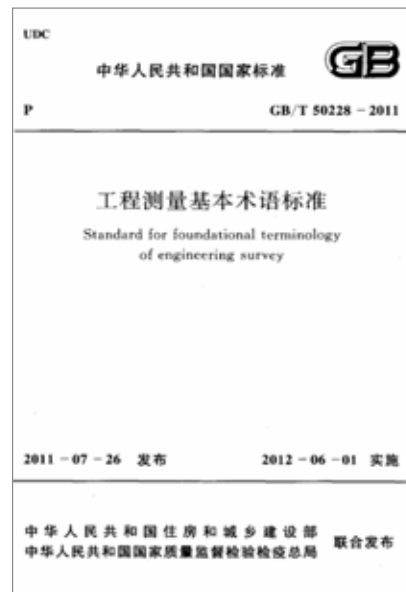 UDC
中华人民共和国国家标准
GB
P
GB/T 50228－2011
工程测量基本术语标准
Standard for foundational terminology
of engineering survey
2011－07－26 发布
2012－06－01 实施
中华人民共和国住房和城乡建设部
中华人民共和国国家质量监督检验检疫总局
联合发布